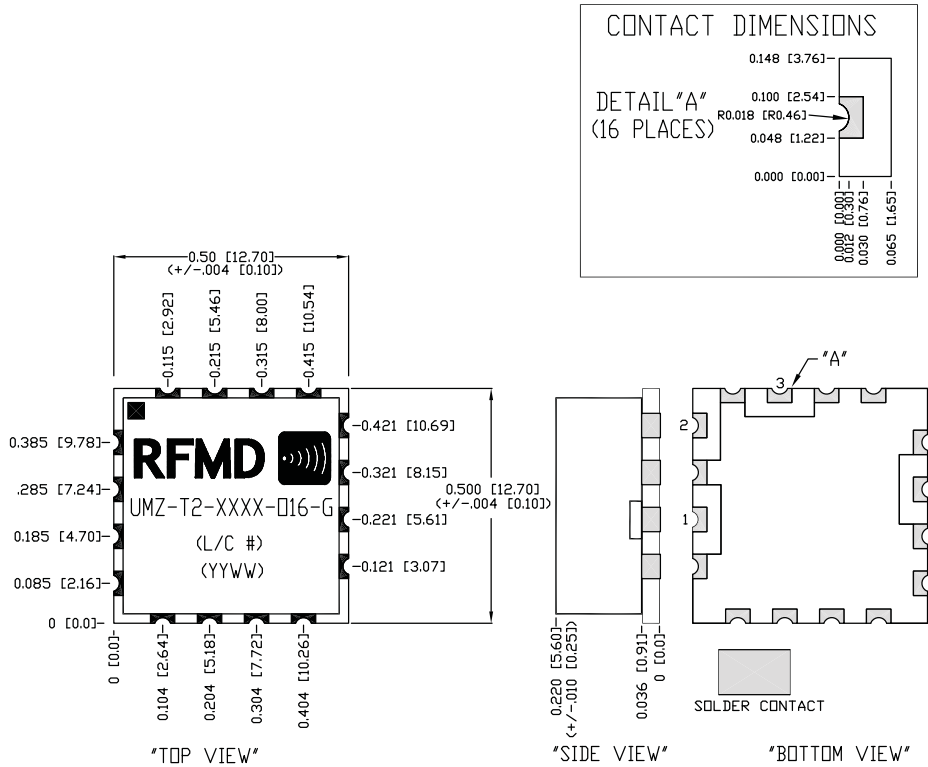 CONTACT DIMENSIONS
0.148 [3.76]
DETAIL "A"
(16 PLACES)
0.100 [2.54]
R0.018 [R0.46]
0.048 [1.22]
0.000 [0.00]
0.000 [0.00]
0.012 [0.30]
0.030 [0.76]
0.065 [1.65]
0.50 [12.70]
(+/-.004 [0.10])
0.115 [2.92]
0.215 [5.46]
0.315 [8.00]
0.415 [10.54]
0.385 [9.78]
.285 [7.24]
0.185 [4.70]
0.085 [2.16]
0 [0.0]
RFMD
UMZ-T2-XXXX-O16-G
(L/C #)
(YYWW)
0.421 [10.69]
0.321 [8.15]
0.221 [5.61]
0.121 [3.07]
0.500 [12.70]
(+/-.004 [0.10])
0 [0.0]
0.104 [2.64]
0.204 [5.18]
0.304 [7.72]
0.404 [10.26]
"TOP VIEW"
0.220 [5.60]
(+/-.010 [0.25])
0.036 [0.91]
0 [0.0]
"SIDE VIEW"
"A"
3
2
1
SOLDER CONTACT
"BOTTOM VIEW"